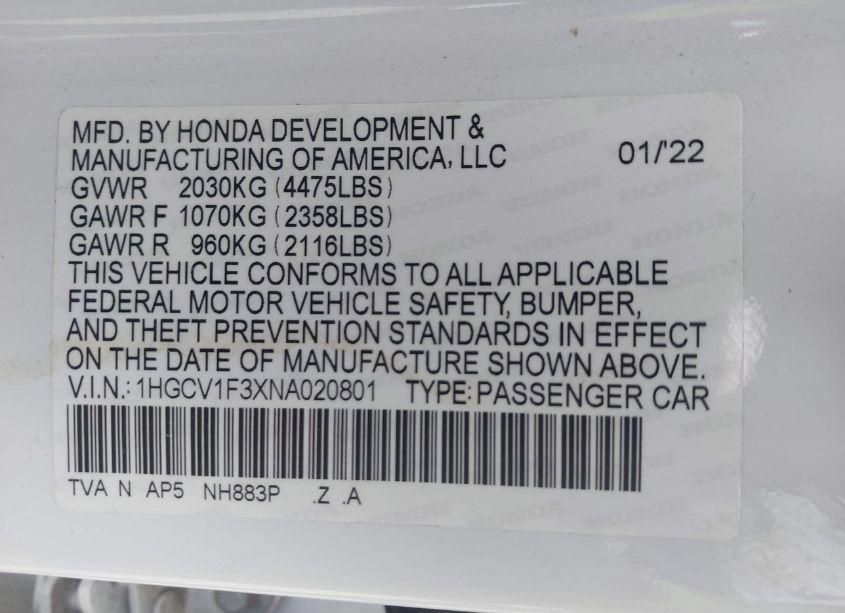 MFD. BY HONDA DEVELOPMENT &
MANUFACTURING OF AMERICA, LLC 01/'22
GVWR 2030KG (4475LBS)
GAWR F 1070KG (2358LBS)
GAWR R 960KG (2116LBS)
THIS VEHICLE CONFORMS TO ALL APPLICABLE
FEDERAL MOTOR VEHICLE SAFETY, BUMPER,
AND THEFT PREVENTION STANDARDS IN EFFECT
ON THE DATE OF MANUFACTURE SHOWN ABOVE.
V.I.N.: 1HGCV1F3XNA020801 TYPE: PASSENGER CAR
TVA N AP5 NH883P .Z .A